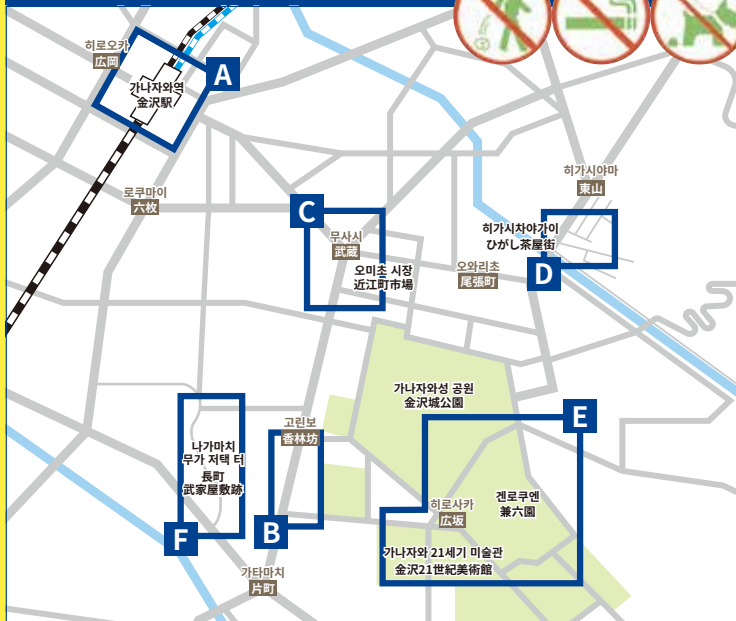 히로오카
広岡
A
가나자와역
金沢駅
로쿠마이
六枚
C
무사시
武蔵
오미초 시장
近江町市場
히가시야마
東山
히가시차야가이
ひがし茶屋街
D
오와리초
尾張町
가나자와성 공원
金沢城公園
나가마치
무가 저택 터
長町
武家屋敷跡
F
고린보
香林坊
B
E
겐로쿠엔
兼六園
히로사카
広坂
가나자와 21세기 미술관
金沢21世紀美術館
가타마치
片町